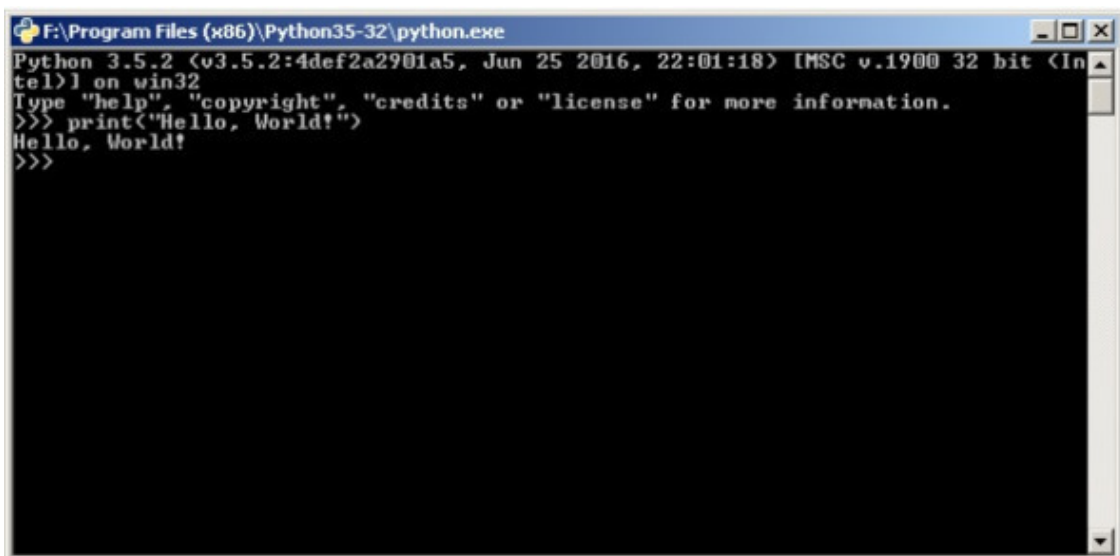 F:\Program Files (x86)\Python35-32\python.exe
Python 3.5.2 (v3.5.2:4def2a2901a5, Jun 25 2016, 22:01:18) [MSC v.1900 32 bit (In
tel)] on win32
Type "help", "copyright", "credits" or "license" for more information.
>>> print("Hello, World!")
Hello, World!
>>>